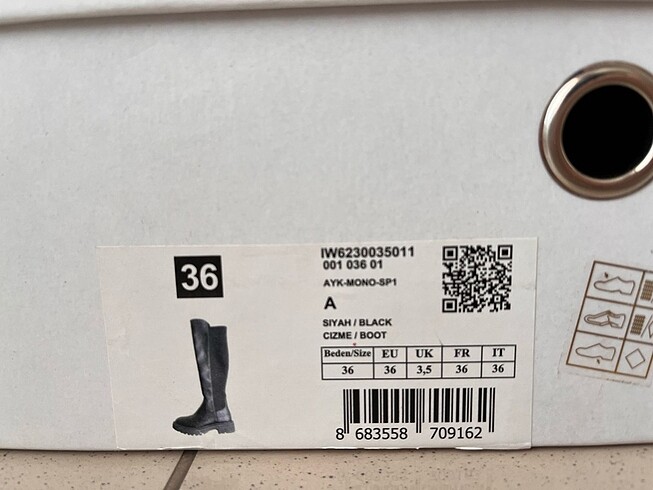 36
IW6230035011
001 036 01
AYK-MONO-SP1
A
SIYAH / BLACK
CIZME / BOOT
Beden/Size EU UK FR IT
36 36 3,5 36 36
8 683558 709162